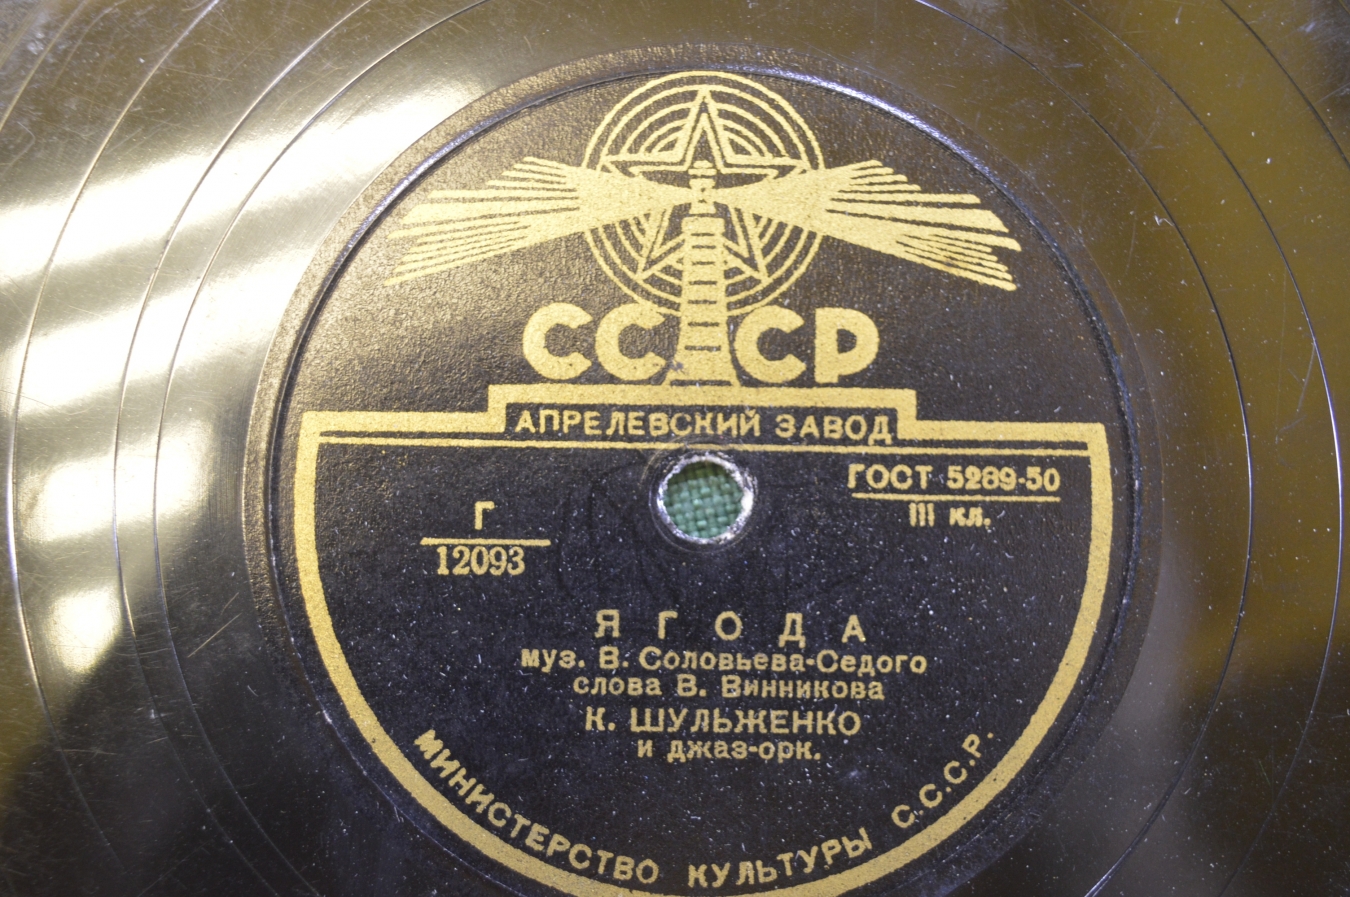 СССР
АПРЕЛЕВСКИЙ ЗАВОД
ГОСТ 5289-50
III кл.
Г
12093
ЯГОДА
муз. В. Соловьева-Седого
слова В. Винникова
К. ШУЛЬЖЕНКО
и джаз-орк.
МИНИСТЕРСТВО КУЛЬТУРЫ С.С.С.Р.